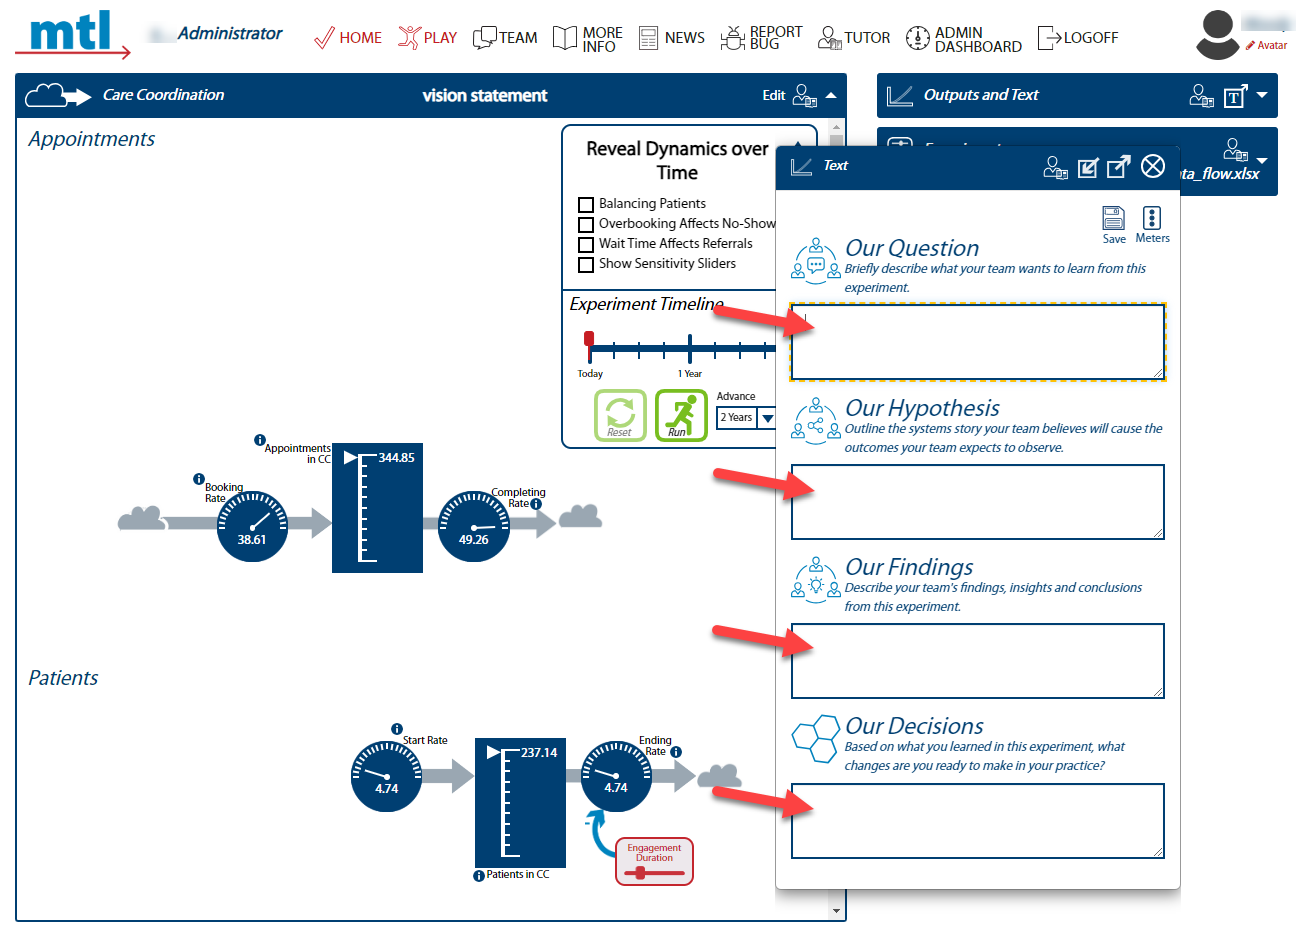 mtl
Administrator
HOME
PLAY
TEAM
MORE
INFO
NEWS
REPORT
BUG
TUTOR
ADMIN
DASHBOARD
LOGOFF
Avatar
Care Coordination
vision statement
Edit
Outputs and Text
T
ata_flow.xlsx
Appointments
Reveal Dynamics over
Time
Balancing Patients
Overbooking Affects No-Show
Wait Time Affects Referrals
Show Sensitivity Sliders
Experiment Timeline
Today
1 Year
Reset
Run
Advance
2 Years
Appointments
in CC
344.85
Booking
Rate
38.61
Completing
Rate
49.26
Patients
Start Rate
4.74
237.14
Patients in CC
Ending
Rate
4.74
Engagement
Duration
Text
Save
Meters
Our Question
Briefly describe what your team wants to learn from this
experiment.
Our Hypothesis
Outline the systems story your team believes will cause the
outcomes your team expects to observe.
Our Findings
Describe your team's findings, insights and conclusions
from this experiment.
Our Decisions
Based on what you learned in this experiment, what
changes are you ready to make in your practice?